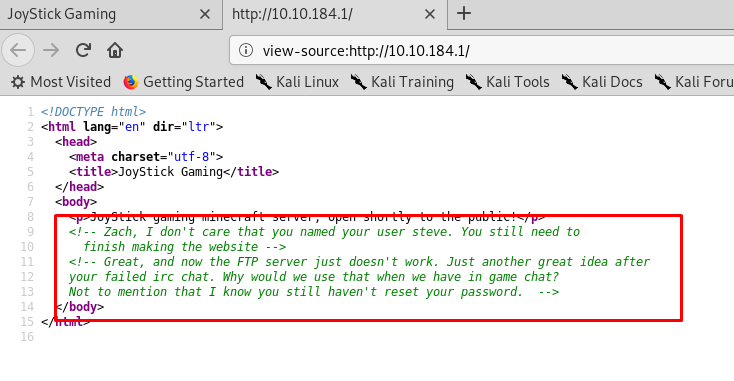 JoyStick Gaming
http://10.10.184.1/
view-source:http://10.10.184.1/
Most Visited Getting Started Kali Linux Kali Training Kali Tools Kali Docs Kali Foru
1 <!DOCTYPE html>
2 <html lang="en" dir="ltr">
3 <head>
4 <meta charset="utf-8">
5 <title>JoyStick Gaming</title>
6 </head>
7 <body>
8 <p>JoyStick gaming minecraft server, open shortly to the public!</p>
9 <!-- Zach, I don't care that you named your user steve. You still need to
10 finish making the website -->
11 <!-- Great, and now the FTP server just doesn't work. Just another great idea after
12 your failed irc chat. Why would we use that when we have in game chat?
13 Not to mention that I know you still haven't reset your password. -->
14 </body>
15 </html>
16